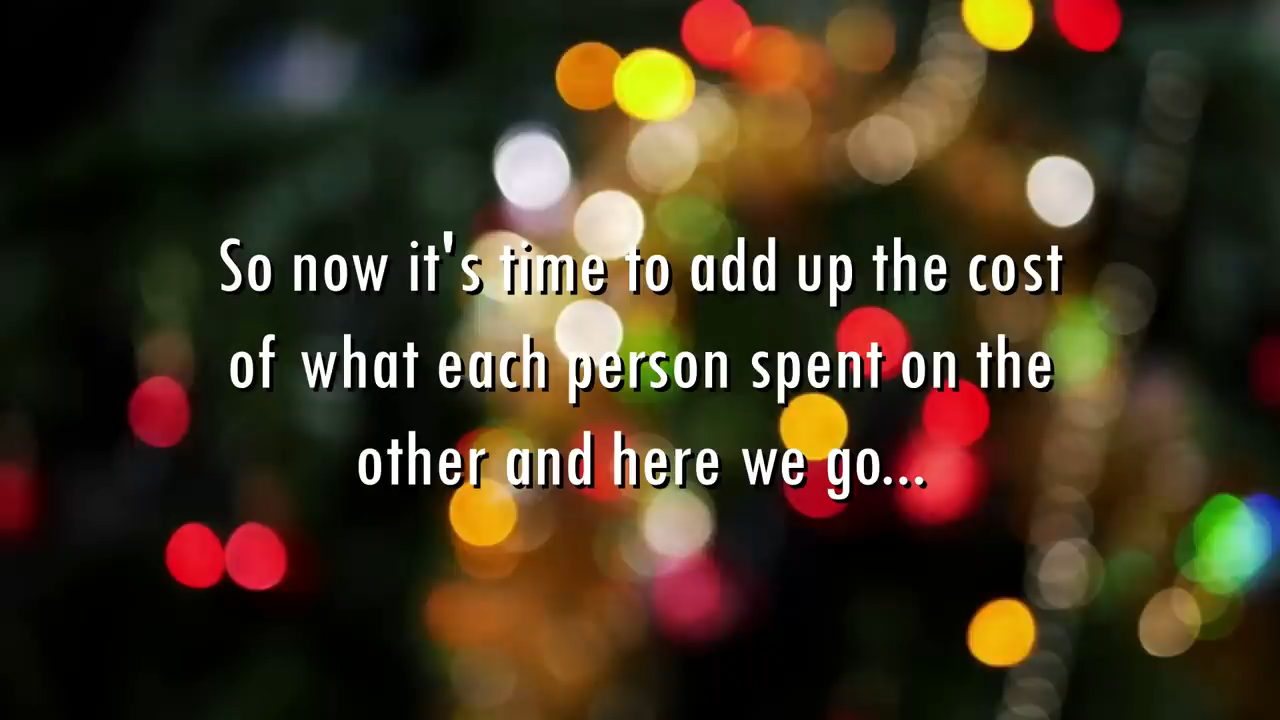 So now it's time to add up the cost
of what each person spent on the
other and here we go...